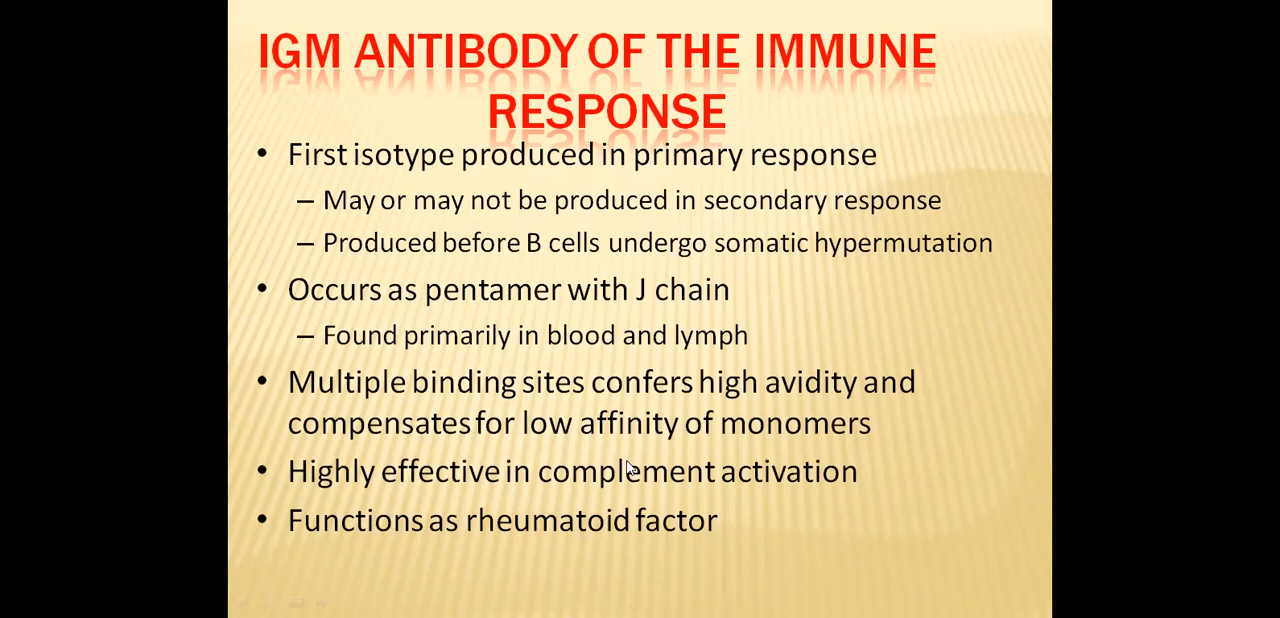 IGM ANTIBODY OF THE IMMUNE
RESPONSE
• First isotype produced in primary response
– May or may not be produced in secondary response
– Produced before B cells undergo somatic hypermutation
• Occurs as pentamer with J chain
– Found primarily in blood and lymph
• Multiple binding sites confers high avidity and
compensates for low affinity of monomers
• Highly effective in complement activation
• Functions as rheumatoid factor